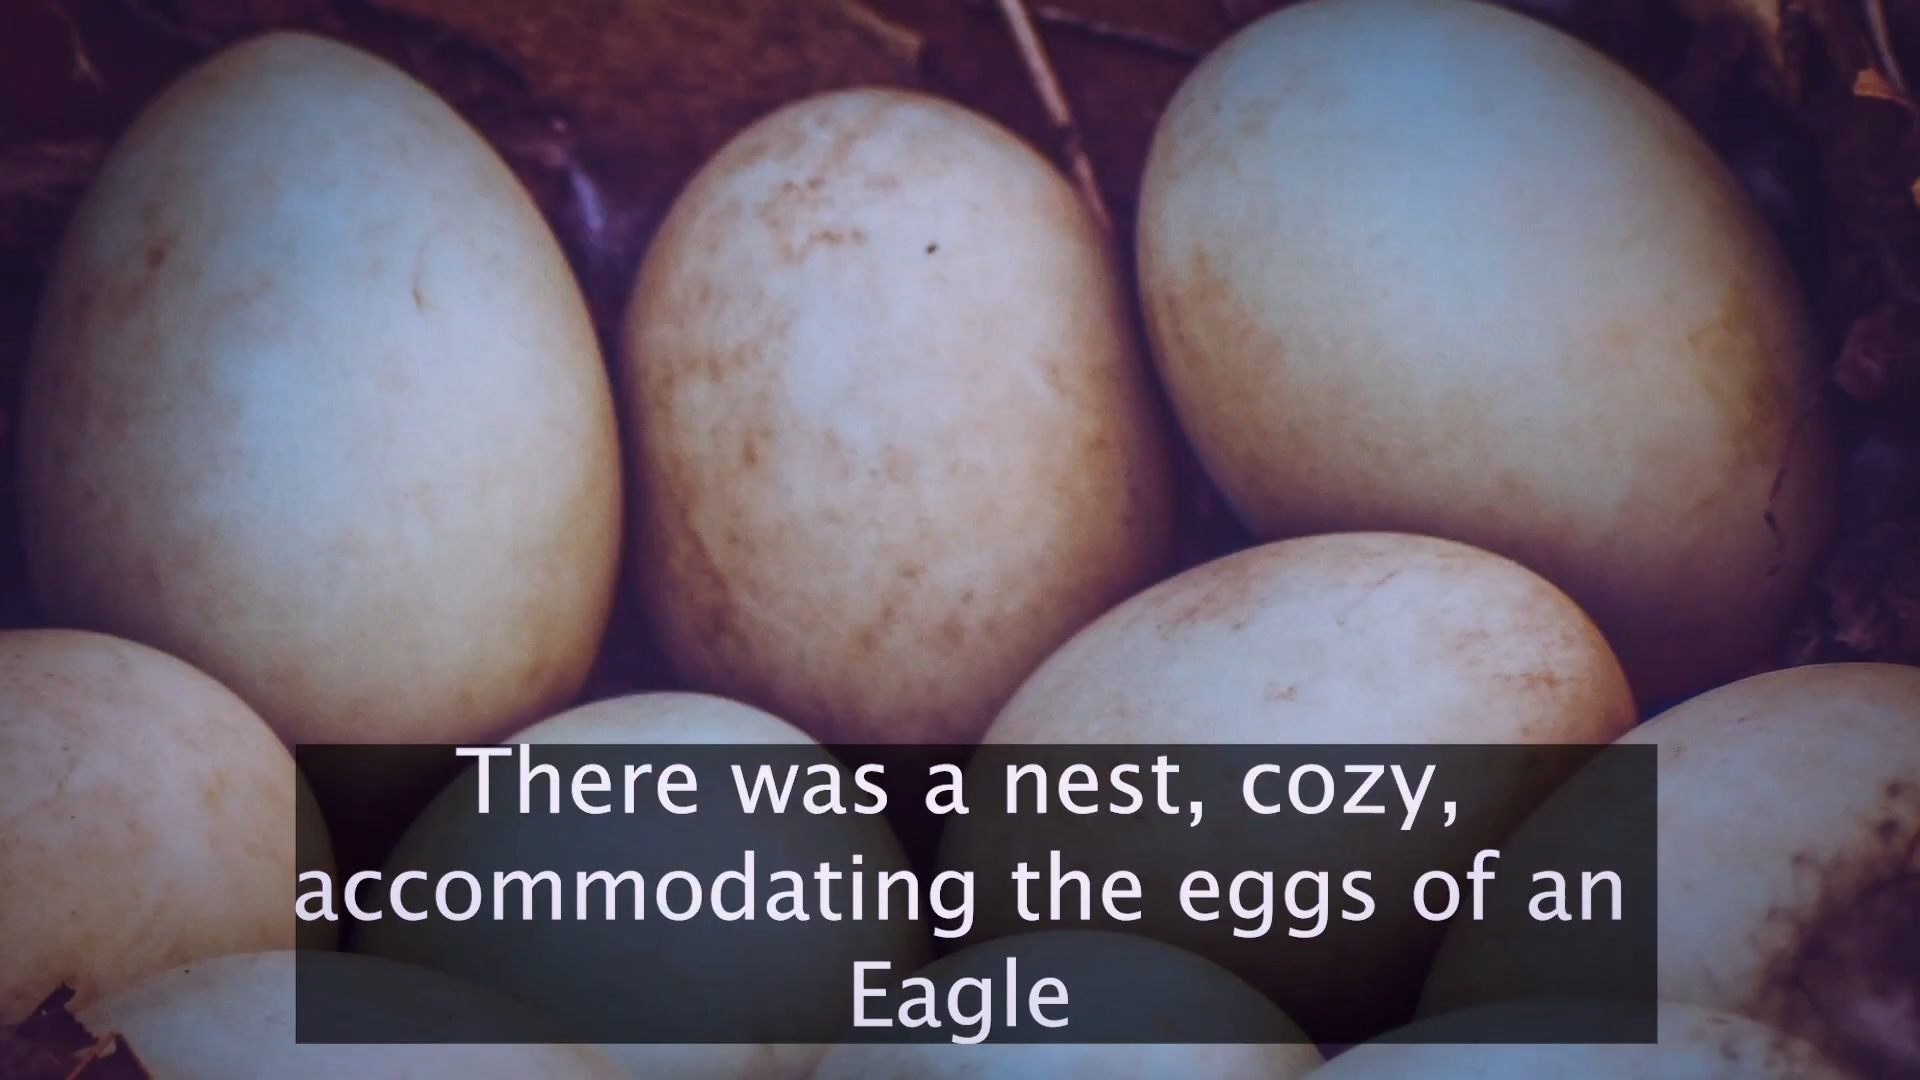 There was a nest, cozy,
accommodating the eggs of an
Eagle